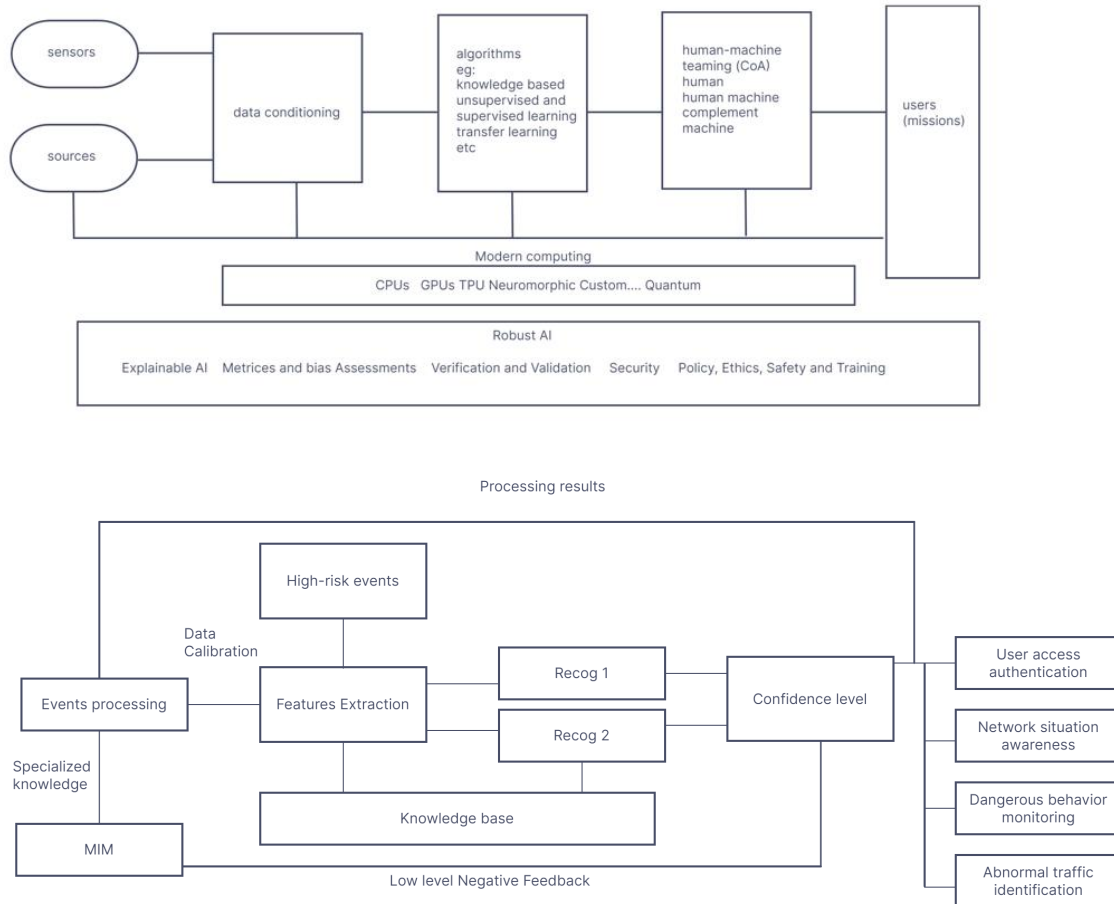 sensors
sources
data conditioning
algorithms
eg:
knowledge based
unsupervised and
supervised learning
transfer learning
etc
human-machine
teaming (CoA)
human
human machine
complement
machine
users
(missions)
Modern computing
CPUs GPUs TPU Neuromorphic Custom.... Quantum
Robust AI
Explainable AI Metrices and bias Assessments Verification and Validation Security Policy, Ethics, Safety and Training
Processing results
High-risk events
Data
Calibration
Events processing
Features Extraction
Recog 1
Recog 2
Confidence level
User access
authentication
Network situation
awareness
Dangerous behavior
monitoring
Abnormal traffic
identification
Specialized
knowledge
Knowledge base
MIM
Low level Negative Feedback